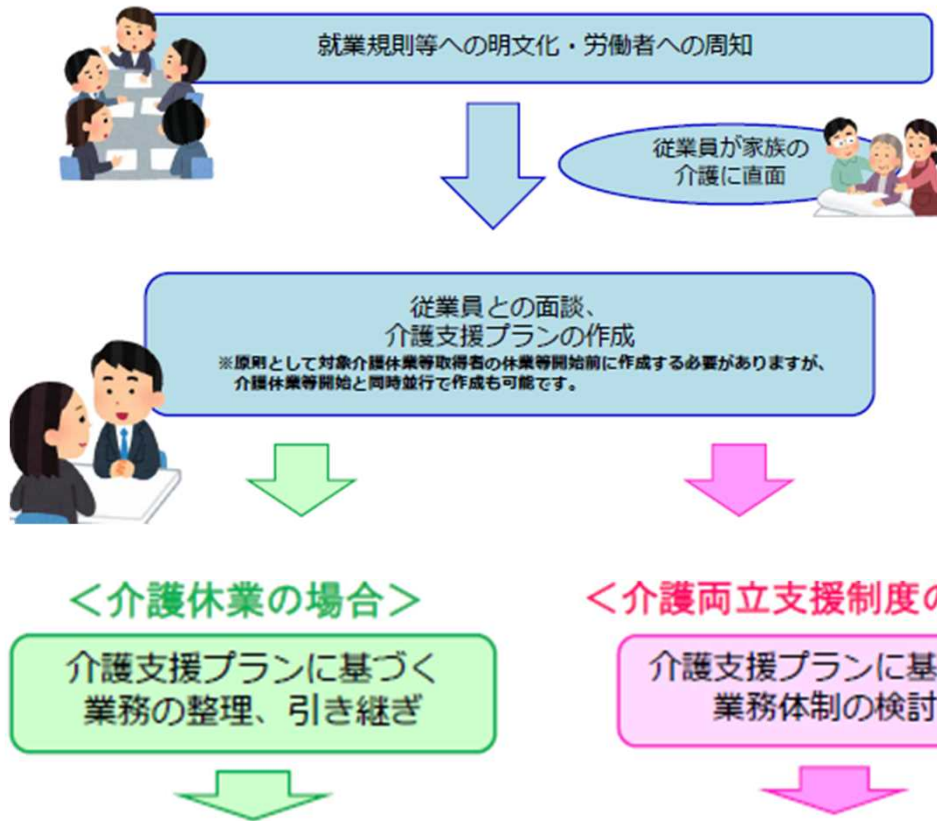 就業規則等への明文化・労働者への周知
従業員が家族の
介護に直面
従業員との面談、
介護支援プランの作成
※原則として対象介護休業等取得者の休業等開始前に作成する必要がありますが、
介護休業等開始と同時並行で作成も可能です。
＜介護休業の場合＞
＜介護両立支援制度の
介護支援プランに基づく
業務の整理、引き継ぎ
介護支援プランに基
業務体制の検討